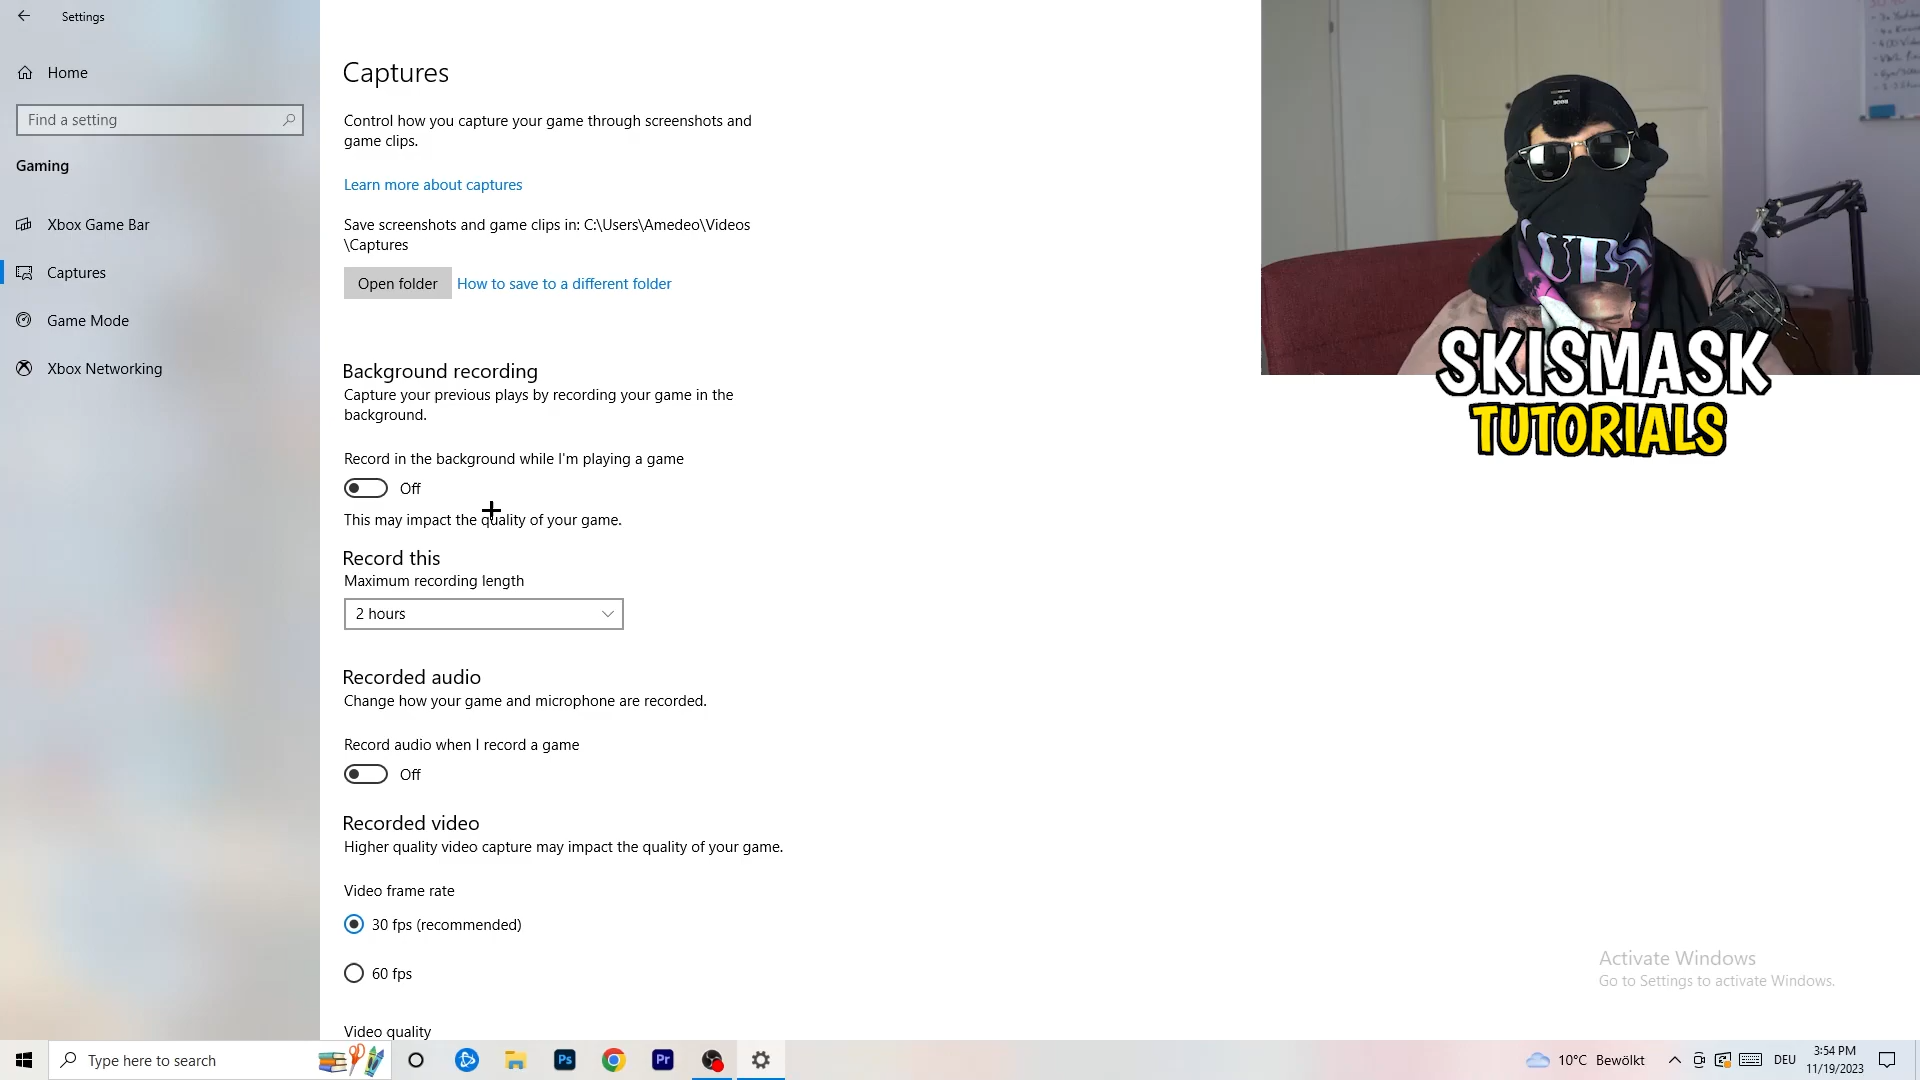 Settings
Home
Find a setting
Gaming
Xbox Game Bar
Captures
Game Mode
Xbox Networking
Captures
Control how you capture your game through screenshots and
game clips.
Learn more about captures
Save screenshots and game clips in: C:\Users\Amedeo\Videos
\Captures
Open folder
How to save to a different folder
Background recording
Capture your previous plays by recording your game in the
background.
Record in the background while I'm playing a game
Off
This may impact the quality of your game.
Record this
Maximum recording length
2 hours
Recorded audio
Change how your game and microphone are recorded.
Record audio when I record a game
Off
Recorded video
Higher quality video capture may impact the quality of your game.
Video frame rate
30 fps (recommended)
60 fps
Video quality
SKISMASK
TUTORIALS
Activate Windows
Go to Settings to activate Windows.
Type here to search
Ps
Pr
10°C Bewölkt
DEU
3:54 PM
11/19/2023